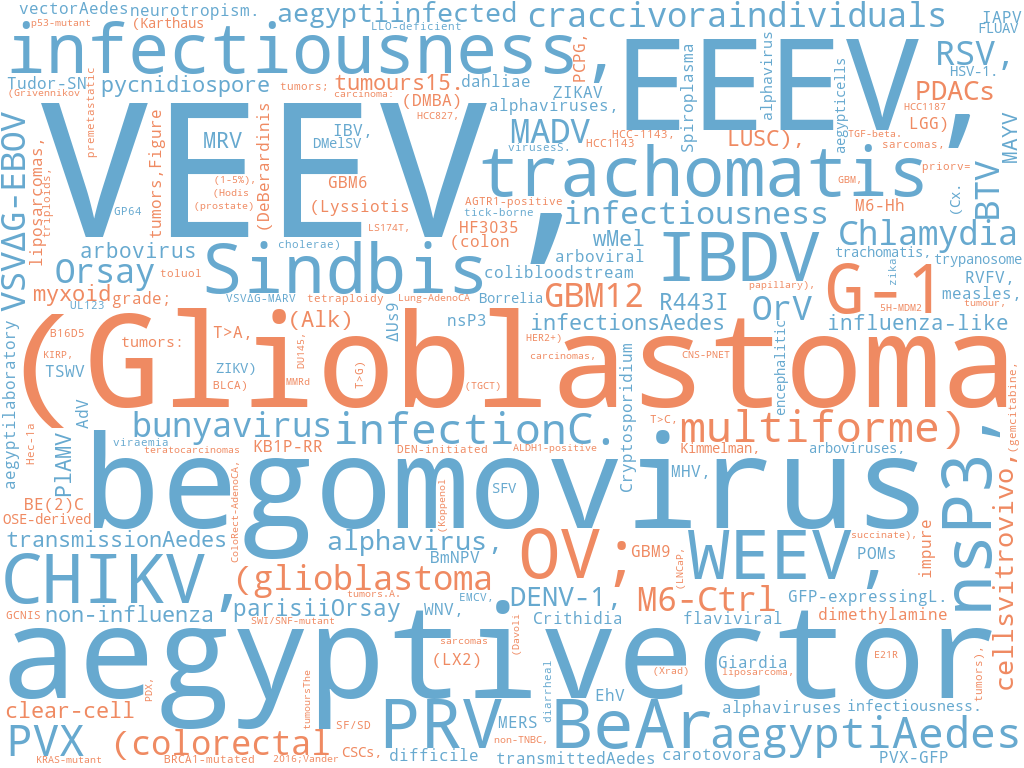 vectorAedes
neurotropism.
aegyptiinfected
craccivoraindividuals
IAPV
FLUAV
pS3-mutant
(Karthaus
LLO-deficient
infectiousness,
EEEV,
RSV,
HSV-1.
PCPG,
Spiroplasma
alphavirus
Tudor-SN
pycnidiospore
tumors;
tumours15.
dahliae
ZIKAV
PDACs
(Grivennikov
carcinoma:
(DMBA)
alphaviruses,
HCC1187
premetastatic
VEEV,
HCC827,
IBV,
DMelSV
MADV
virusess.
HCC-1143,
HCC1143
LUSC),
aegypticells
TGF-beta.
LGG)
sarcomas,
MAYV
VSVΔG-EBOV
liposarcomas,
triploids,
tumors,Figure
MRV
(DeBerardinis
trachomatis,
priorv=
(1-5%),
(Hodis
(prostate)
GBM6
GBM,
(Cx.
BTV
GP64
(Lyssiotis
AGTR1-positive
tick-borne
infectiousness
M6-Hh
LS174T,
HF3035
(colon
wMel
Chlamydia
arbovirus
cholerae)
arboviral
IBDV
trachomatis,
trypanosome
Orsay
toluol
Sindbis
colibloodstream
zika
RVFV,
papillary),
G-1
myxoid
grade;
ULT23
VSVΔG-MARV
tetraploidy
Lung-AdenoCA
Borrelia
GBM12
R443I
OrV
measles,
tumour,
SH-MDM2
aegyptilaboratory
B16D5
T>A,
(Alk)
ΔUs9
nsP3
infectionsAedes
influenza-like
tumors:
HER2+)
encephalitic
KIRP,
(Glioblastoma
DU145,
carcinomas,
CNS-PNET
TSWV
ZIKV)
T>G)
BLCA)
MMRd
(TGCT)
Cryptosporidium
(gemcitabine,
AdV
bunyavirus
infectionC.
T>C,
multiforme)
Hec-1a
viraemia
teratocarcinomas
KB1P-RR
DEN-initiated
ALDH1-positive
Kimmelman,
arboviruses,
PlAMV
begomovirus
ColoRect-AdenoCA,
MHV,
nsP3,
SFV
(Koppenol
BE(2)C
OSE-derived
transmissionAedes
alphavirus,
OV;
GBM9
WEEV,
succinate),
impure
BmNPV
POMs
CHIKV,
(glioblastoma
(LNCaP,
cellsvitrovivo,
tumors.A.
EMCV,
DENV-1,
M6-Ctrl
GFP-expressingL.
GCNIS
non-influenza
parisiiOrsay
WNV,
Crithidia
flaviviral
dimethylamine
SWI/SNF-mutant
aegyptivector
sarcomas
(Davoli
(LX2)
E21R
Giardia
(Xrad)
liposarcoma,
tumors),
PDX,
toumoursThe
diarrheal
EhV
clear-cell
PRV
BeAr
alphaviruses
infectiousness.
SF/SD
MERS
PVX
(colorectal
non-TNBC,
aegyptiAedes
KRAS-mutant
BRCA1-mutated
2016;Vander
CSCs,
difficile
transmittedAedes
carotovora
PVX-GFP